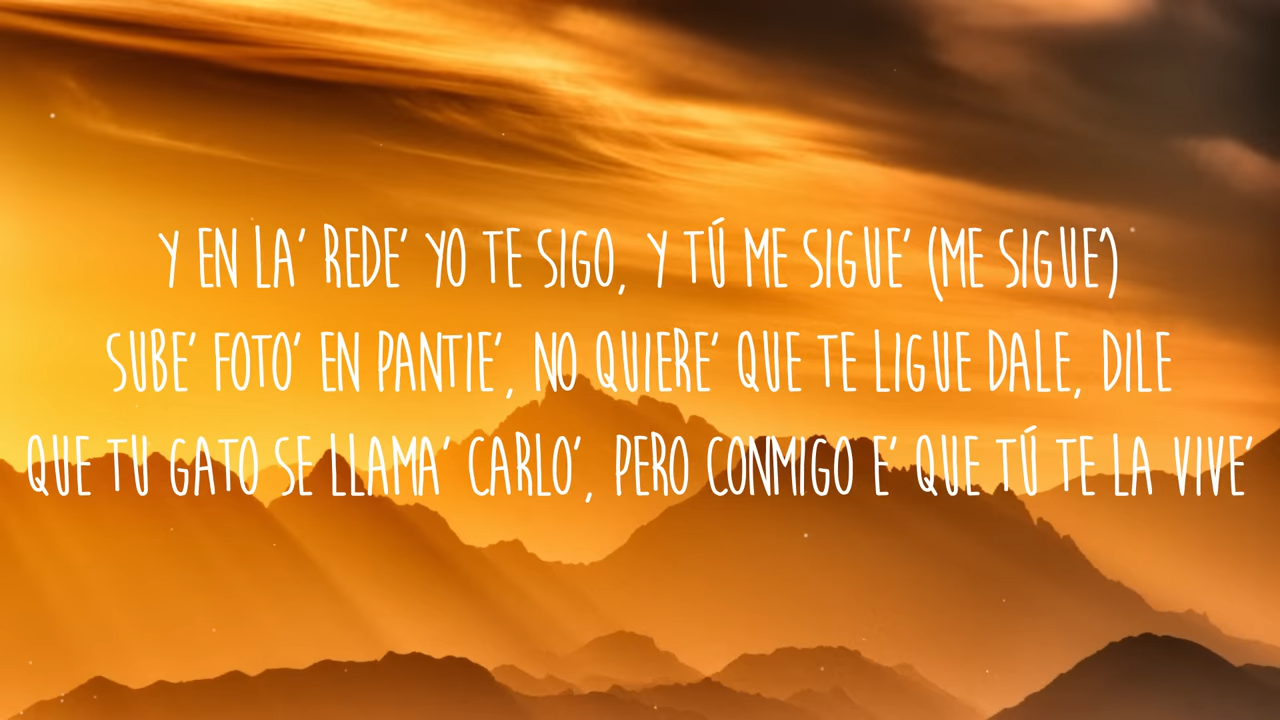 Y EN LA' REDE' YO TE SIGO, Y TÚ ME SIGUE' (ME SIGUE')
SUBE' FOTO' EN PANTIE', NO QUIERE' QUE TE LIGUE DALE, DILE
QUE TU GATO SE LLAMA' CARLO', PERO CONMIGO E' QUE TÚ TE LA VIVE'